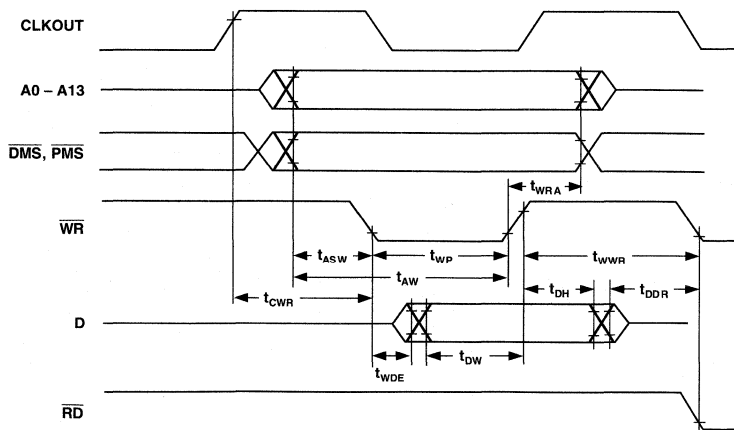 CLKOUT
A0 – A13
DMS, PMS
tWRA
WR
tASW
tWP
tWWR
tAW
tCWR
tDH
tDDR
D
tWDE
tDW
RD